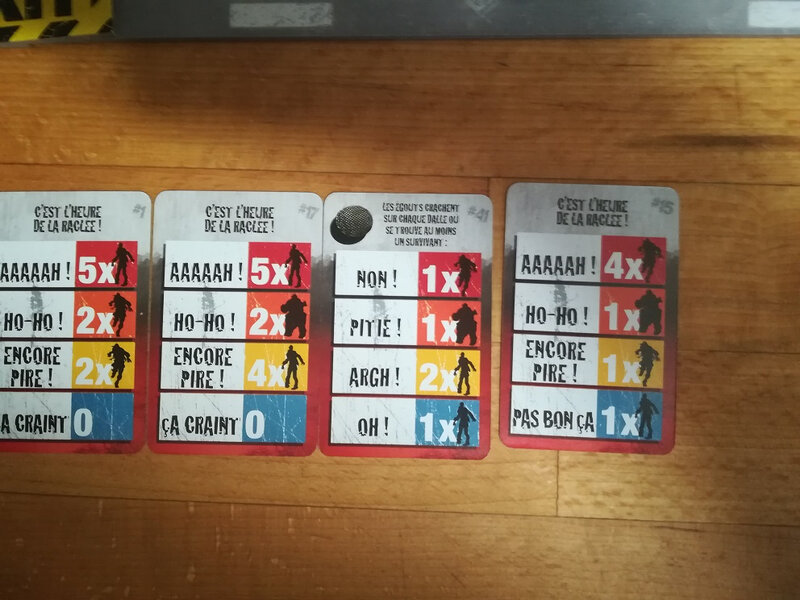 C'EST L'HEURE
DE LA RACLÉE !
#1
AAAAAH ! 5x
HO-HO ! 2x
ENCORE
PIRE ! 2x
A CRAINT 0
C'EST L'HEURE
DE LA RACLÉE !
#17
AAAAAH ! 5x
HO-HO ! 2x
ENCORE
PIRE ! 4x
ÇA CRAINT 0
LES ÉGOUTS CRACHENT
SUR CHAQUE DALLE OU
SE TROUVE AU MOINS
UN SURVIVANT :
#41
NON ! 1x
PITIÉ ! 1x
ARGH ! 2x
OH ! 1x
C'EST L'HEURE
DE LA RACLÉE !
AAAAAH ! 4x
HO-HO ! 1x
ENCORE
PIRE ! 1x
PAS BON ÇA 1x